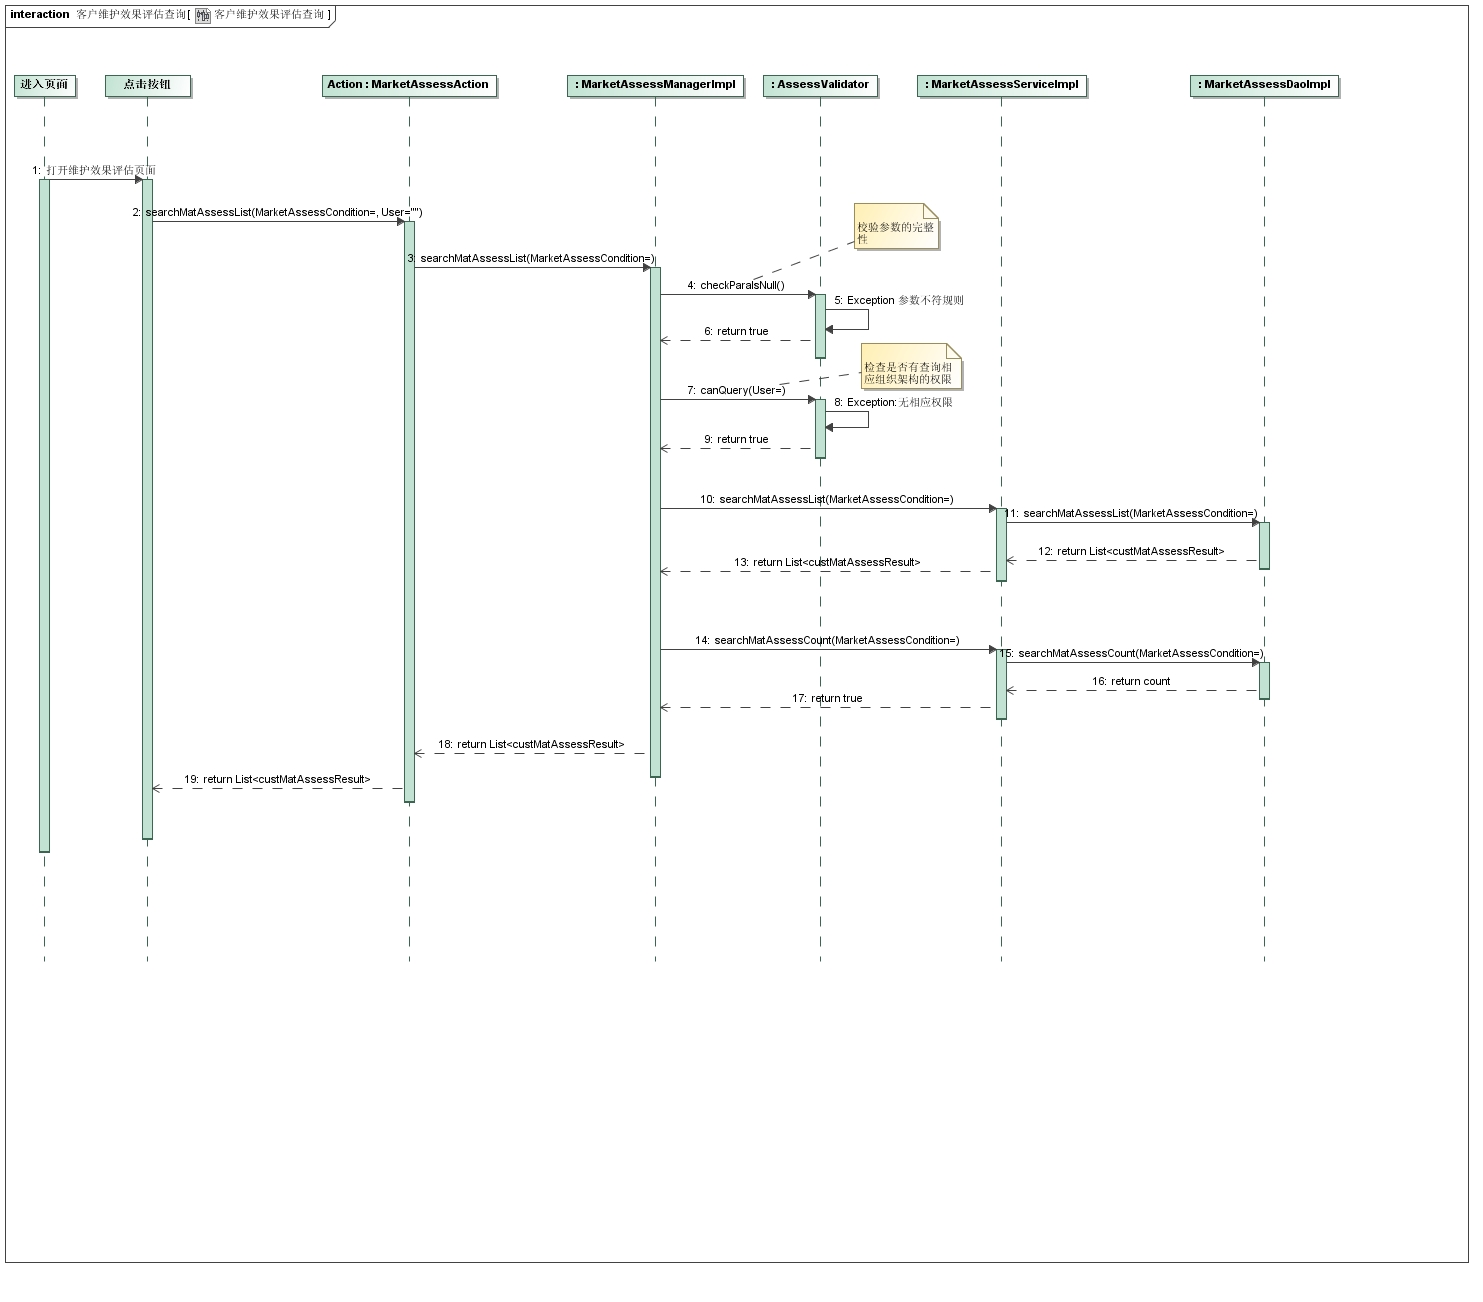 interaction 客户维护效果评估查询[ 客户维护效果评估查询 ]
进入页面
点击按钮
Action : MarketAssessAction
: MarketAssessManagerImpl
: AssessValidator
: MarketAssessServiceImpl
: MarketAssessDaoImpl
1: 打开维护效果评估页面
2: searchMatAssessList(MarketAssessCondition=, User="")
校验参数的完整
性
3: searchMatAssessList(MarketAssessCondition=)
4: checkParaIsNull()
5: Exception 参数不符规则
6: return true
检查是否有查询相
应组织架构的权限
7: canQuery(User=)
8: Exception:无相应权限
9: return true
10: searchMatAssessList(MarketAssessCondition=)
11: searchMatAssessList(MarketAssessCondition=)
12: return List<custMatAssessResult>
13: return List<custMatAssessResult>
14: searchMatAssessCount(MarketAssessCondition=)
15: searchMatAssessCount(MarketAssessCondition=)
16: return count
17: return true
18: return List<custMatAssessResult>
19: return List<custMatAssessResult>